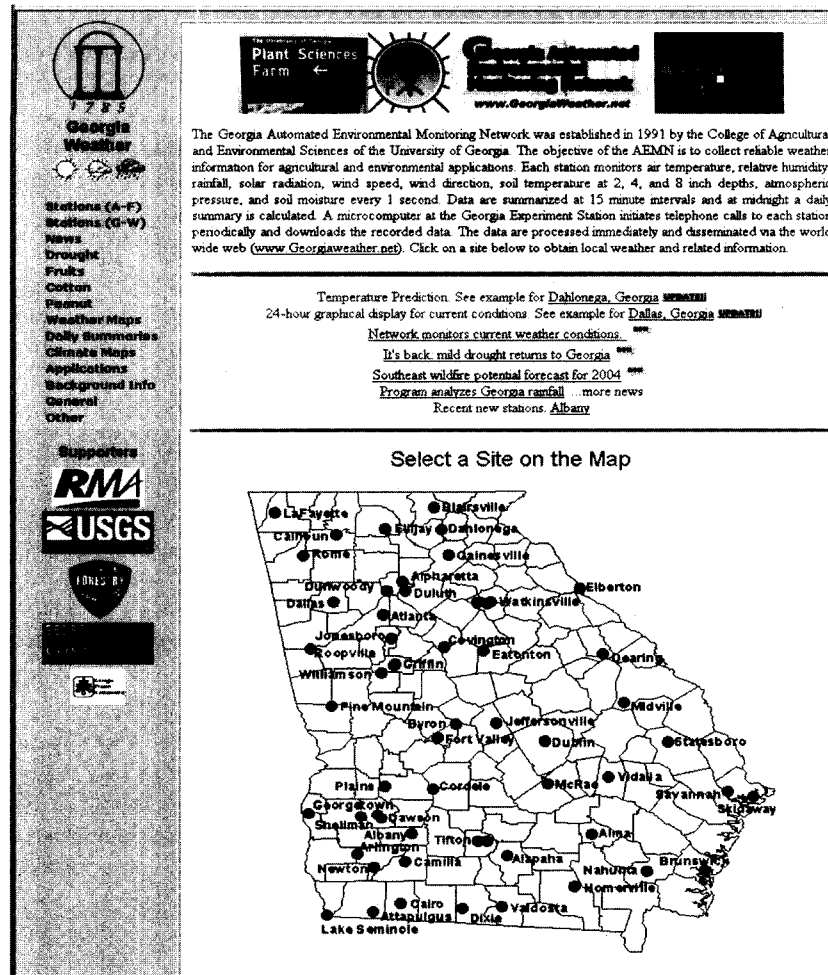 1785
Georgia
Weather
Stations (A-F)
Stations (G-W)
News
Drought
Fruits
Cotton
Peanut
Weather Maps
Daily Summaries
Climate Maps
Applications
Background Info
General
Other
Supporters
RMA
USGS
FORESTRY
The University of Georgia
Plant Sciences
Farm ←
Georgia Automated
Monitoring Network
www.GeorgiaWeather.net
The Georgia Automated Environmental Monitoring Network was established in 1991 by the College of Agricultura
and Environmental Sciences of the University of Georgia. The objective of the AEMN is to collect reliable weather
information for agricultural and environmental applications. Each station monitors air temperature, relative humidity
rainfall, solar radiation, wind speed, wind direction, soil temperature at 2, 4, and 8 inch depths, atmospheric
pressure, and soil moisture every 1 second. Data are summarized at 15 minute intervals and at midnight a daily
summary is calculated. A microcomputer at the Georgia Experiment Station initiates telephone calls to each station
periodically and downloads the recorded data. The data are processed immediately and disseminated via the world
wide web (www.Georgiaweather.net). Click on a site below to obtain local weather and related information.
Temperature Prediction. See example for Dahlonega, Georgia UPDATED!
24-hour graphical display for current conditions. See example for Dallas, Georgia UPDATED!
Network monitors current weather conditions.
It's back: mild drought returns to Georgia
Southeast wildfire potential forecast for 2004
Program analyzes Georgia rainfall ...more news
Recent new stations. Albany
Select a Site on the Map
Blairsville
LaFayette
Ellijay
Dahlonega
Calhoun
Rome
Gainesville
Alpharetta
Dunwoody
Duluth
Elberton
Dallas
Watkinsville
Atlanta
Jonesboro
Covington
Roopville
Eatonton
Dearing
Griffin
Williamson
Pine Mountain
Midville
Byron
Jeffersonville
Fort Valley
Dublin
Statesboro
Plains
Cordele
McRae
Vidalia
Savannah
Skidaway
Georgetown
Shellman
Dawson
Albany
Tifton
Alma
Arlington
Camilla
Alapaha
Newton
Nahunta
Brunswick
Homerville
Cairo
Attapulgus
Dixie
Valdosta
Lake Seminole